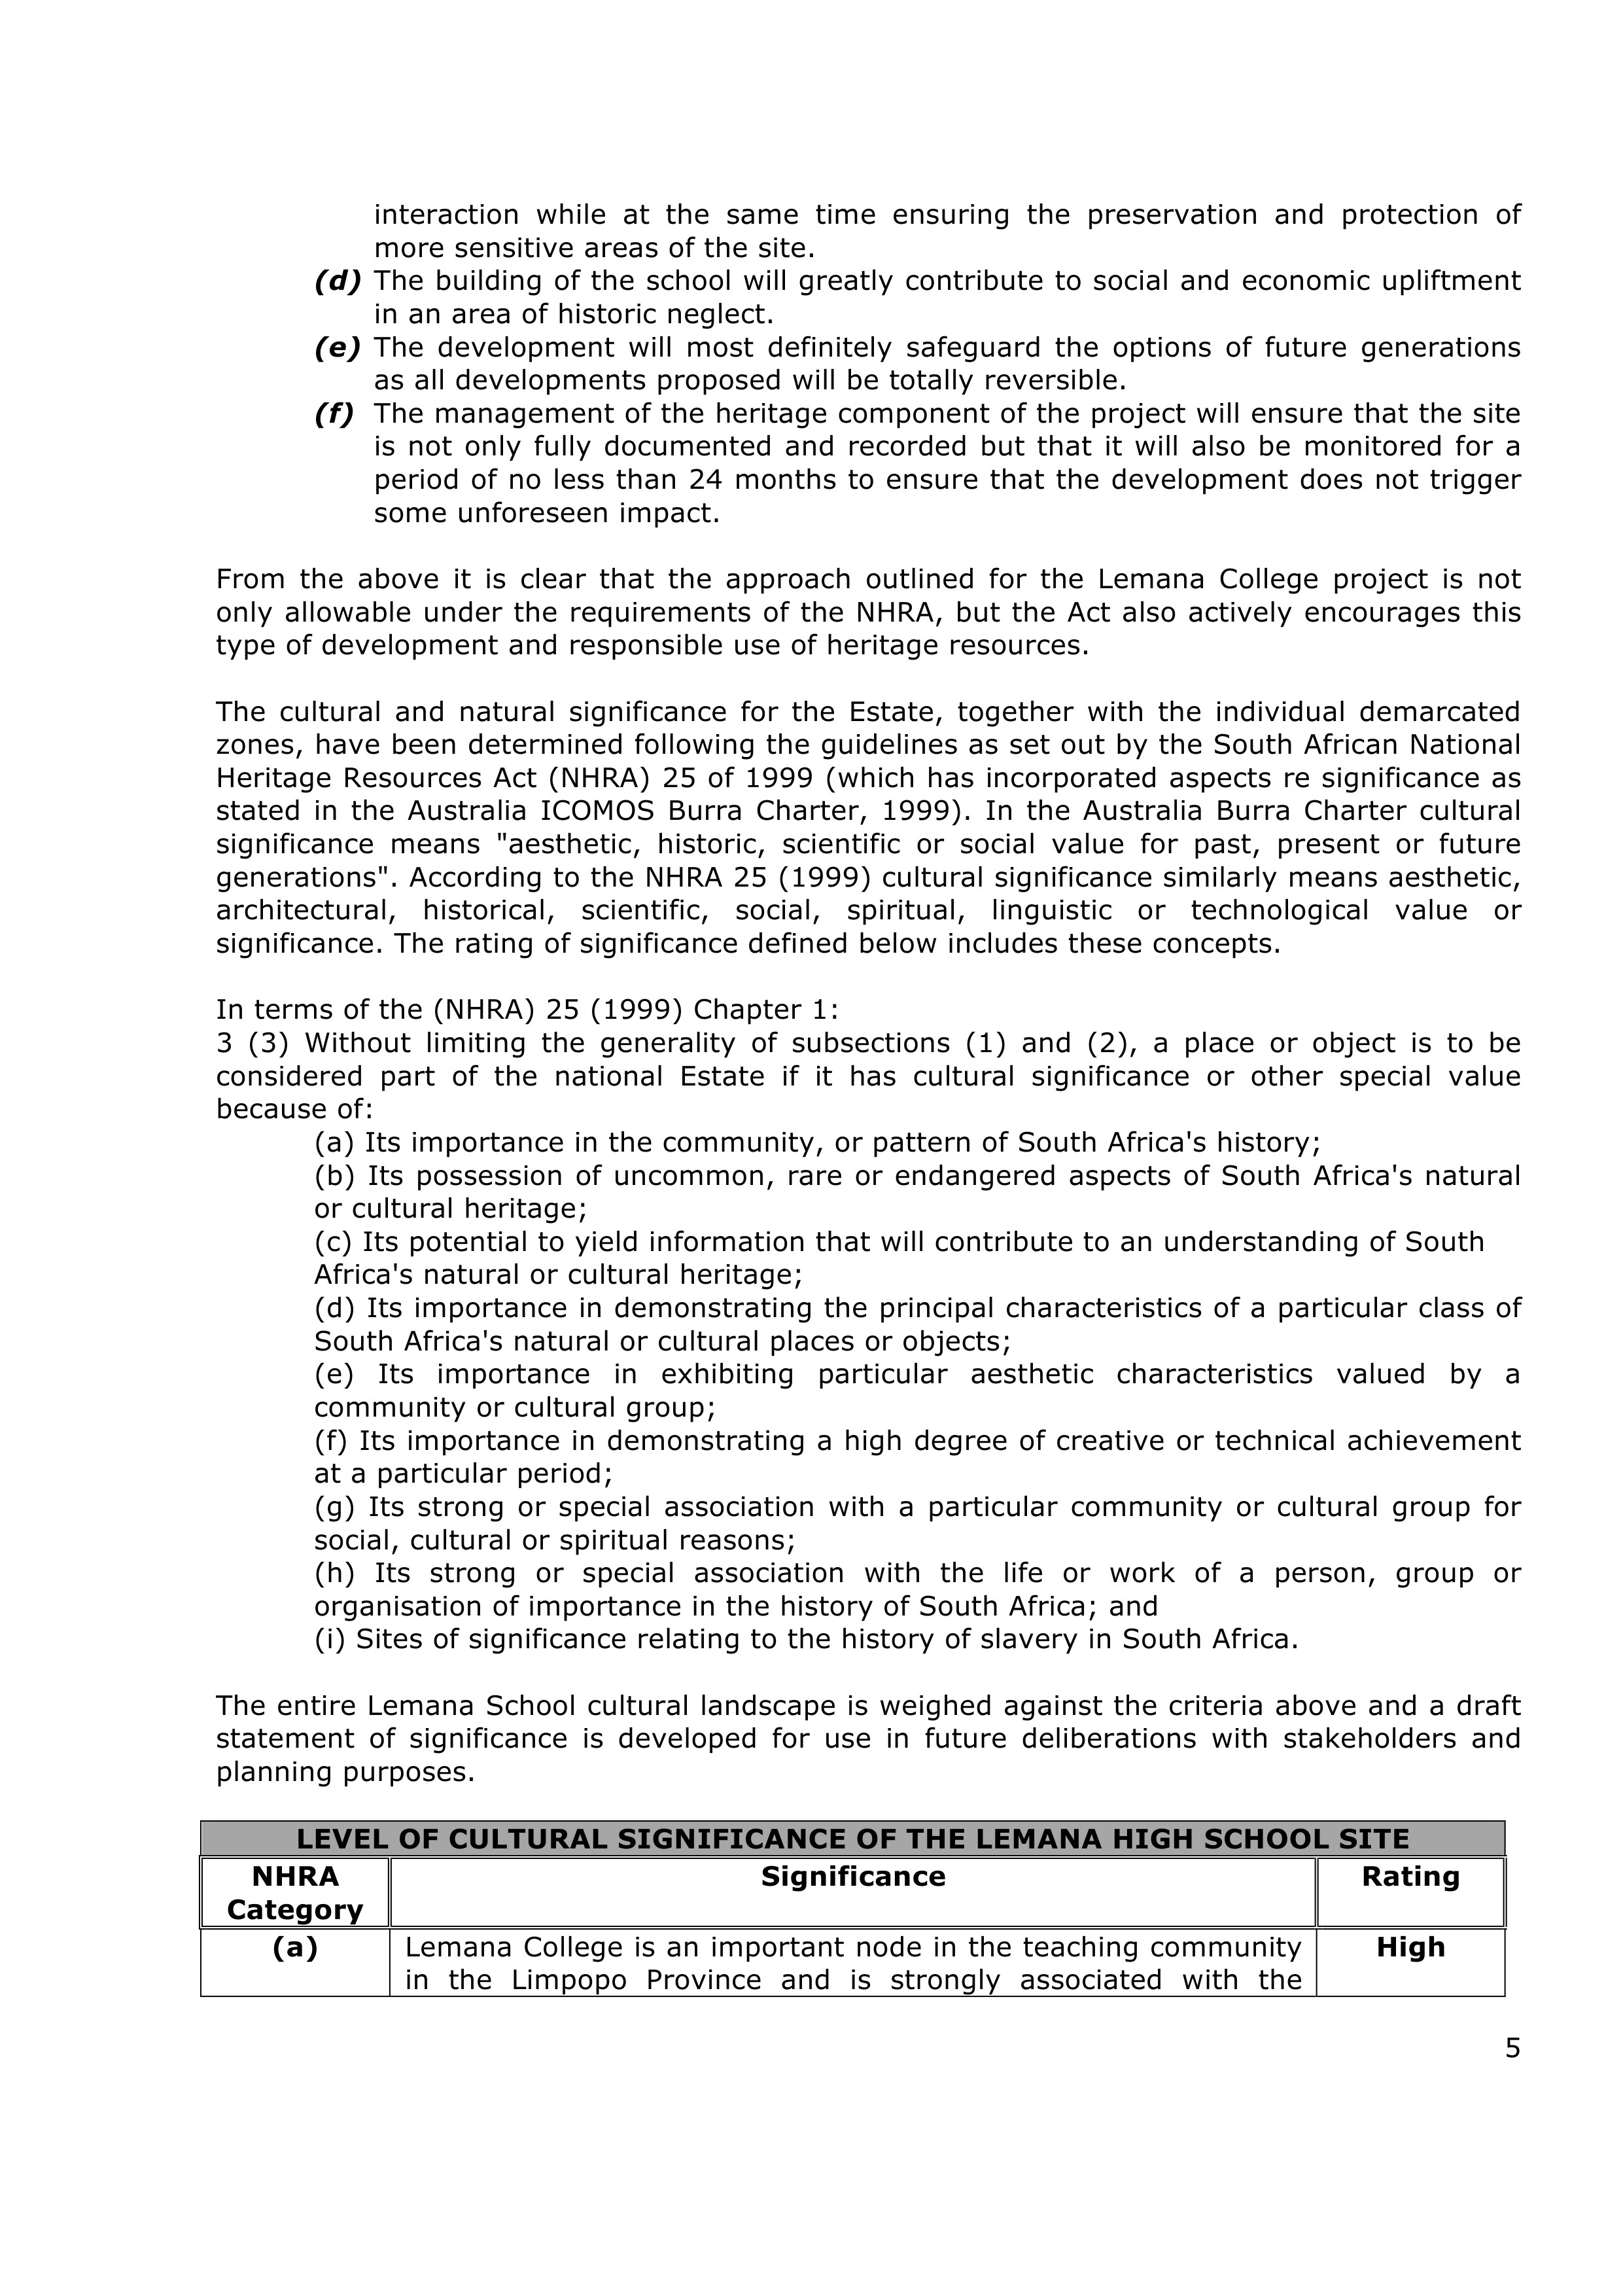 interaction while at the same time ensuring the preservation and protection of
more sensitive areas of the site.
(d) The building of the school will greatly contribute to social and economic upliftment
in an area of historic neglect.
(e) The development will most definitely safeguard the options of future generations
as all developments proposed will be totally reversible.
(f) The management of the heritage component of the project will ensure that the site
is not only fully documented and recorded but that it will also be monitored for a
period of no less than 24 months to ensure that the development does not trigger
some unforeseen impact.
From the above it is clear that the approach outlined for the Lemana College project is not
only allowable under the requirements of the NHRA, but the Act also actively encourages this
type of development and responsible use of heritage resources.
The cultural and natural significance for the Estate, together with the individual demarcated
zones, have been determined following the guidelines as set out by the South African National
Heritage Resources Act (NHRA) 25 of 1999 (which has incorporated aspects re significance as
stated in the Australia ICOMOS Burra Charter, 1999). In the Australia Burra Charter cultural
significance means "aesthetic, historic, scientific or social value for past, present or future
generations". According to the NHRA 25 (1999) cultural significance similarly means aesthetic,
architectural, historical, scientific, social, spiritual, linguistic or technological value or
significance. The rating of significance defined below includes these concepts.
In terms of the (NHRA) 25 (1999) Chapter 1:
3 (3) Without limiting the generality of subsections (1) and (2), a place or object is to be
considered part of the national Estate if it has cultural significance or other special value
because of:
(a) Its importance in the community, or pattern of South Africa's history;
(b) Its possession of uncommon, rare or endangered aspects of South Africa's natural
or cultural heritage;
(c) Its potential to yield information that will contribute to an understanding of South
Africa's natural or cultural heritage;
(d) Its importance in demonstrating the principal characteristics of a particular class of
South Africa's natural or cultural places or objects;
(e) Its importance in exhibiting particular aesthetic characteristics valued by a
community or cultural group;
(f) Its importance in demonstrating a high degree of creative or technical achievement
at a particular period;
(g) Its strong or special association with a particular community or cultural group for
social, cultural or spiritual reasons;
(h) Its strong or special association with the life or work of a person, group or
organisation of importance in the history of South Africa; and
(i) Sites of significance relating to the history of slavery in South Africa.
The entire Lemana School cultural landscape is weighed against the criteria above and a draft
statement of significance is developed for use in future deliberations with stakeholders and
planning purposes.
LEVEL OF CULTURAL SIGNIFICANCE OF THE LEMANA HIGH SCHOOL SITE
NHRA Significance Rating
Category
(a) Lemana College is an important node in the teaching community High
in the Limpopo Province and is strongly associated with the
5